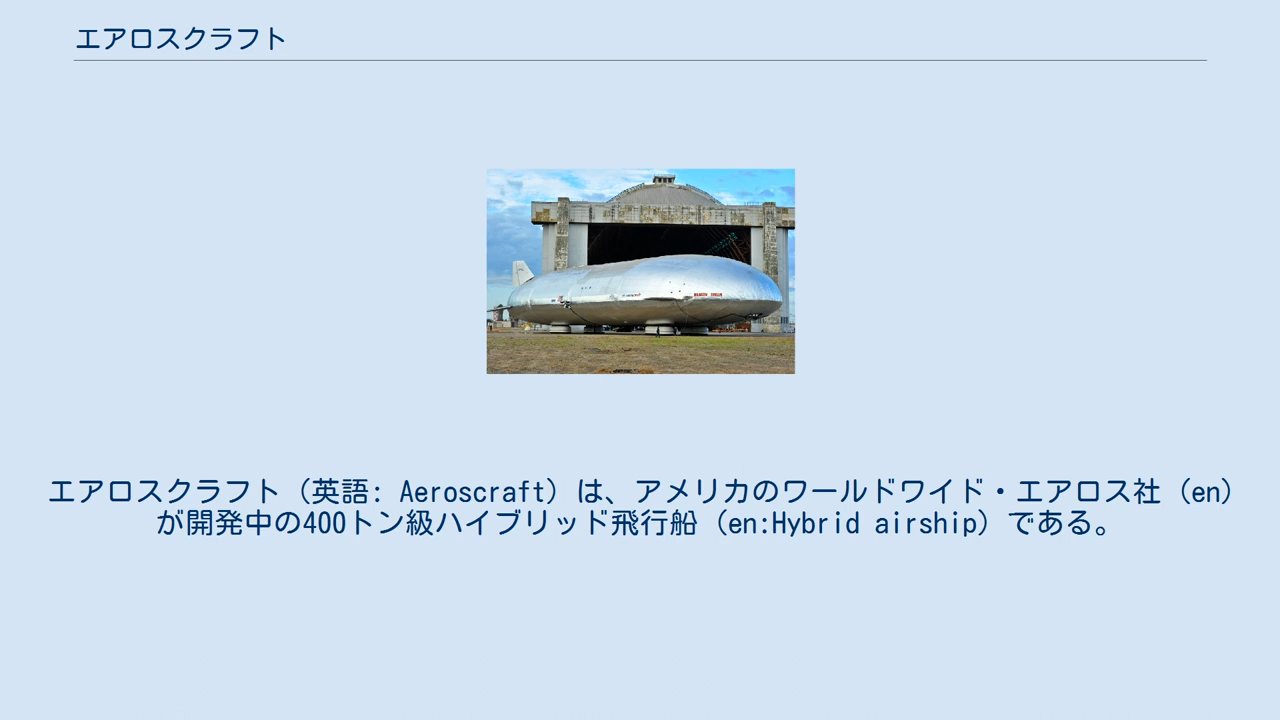 エアロスクラフト
エアロスクラフト（英語: Aeroscraft）は、アメリカのワールドワイド・エアロス社（en）
が開発中の400トン級ハイブリッド飛行船（en:Hybrid airship）である。